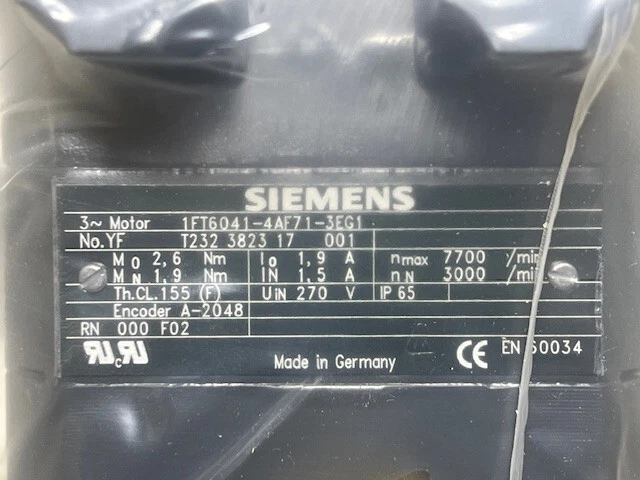 SIEMENS
3~ Motor 1FT6041-4AF71-3EG1
No.YF T232 3823 17 001
M0 2,6 Nm I0 1,9 A nmax 7700 /min
MN 1,9 Nm IN 1,5 A nN 3000 /min
Th.CL.155 (F) UIN 270 V IP 65
Encoder A-2048
RN 000 F02
EN 60034
Made in Germany CE